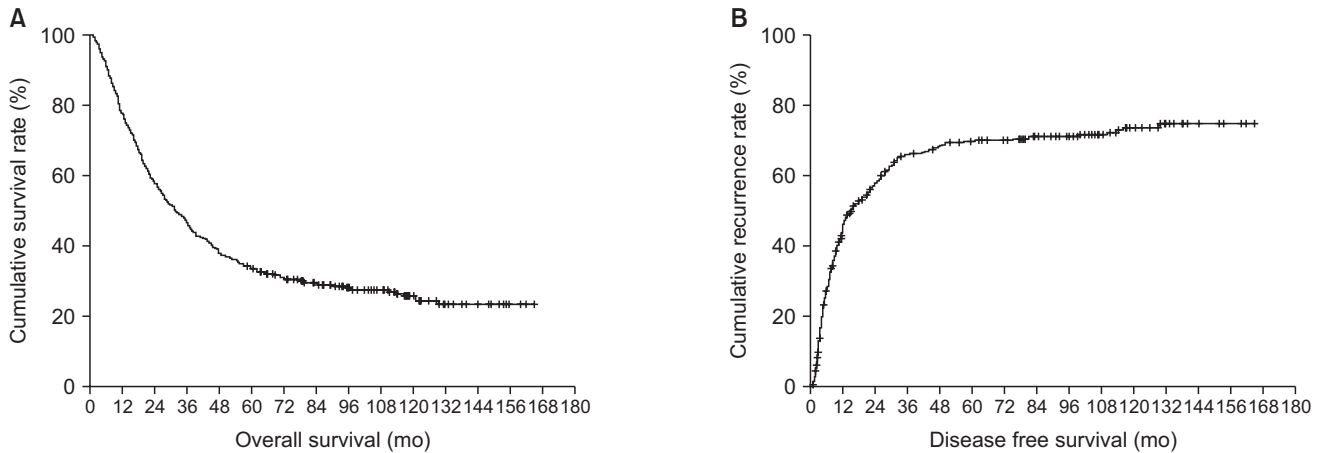 A
100
80
60
40
20
0
Cumulative survival rate (%)
0 12 24 36 48 60 72 84 96 108 120 132 144 156 168 180
Overall survival (mo)
B
100
80
60
40
20
0
Cumulative recurrence rate (%)
0 12 24 36 48 60 72 84 96 108 120 132 144 156 168 180
Disease free survival (mo)